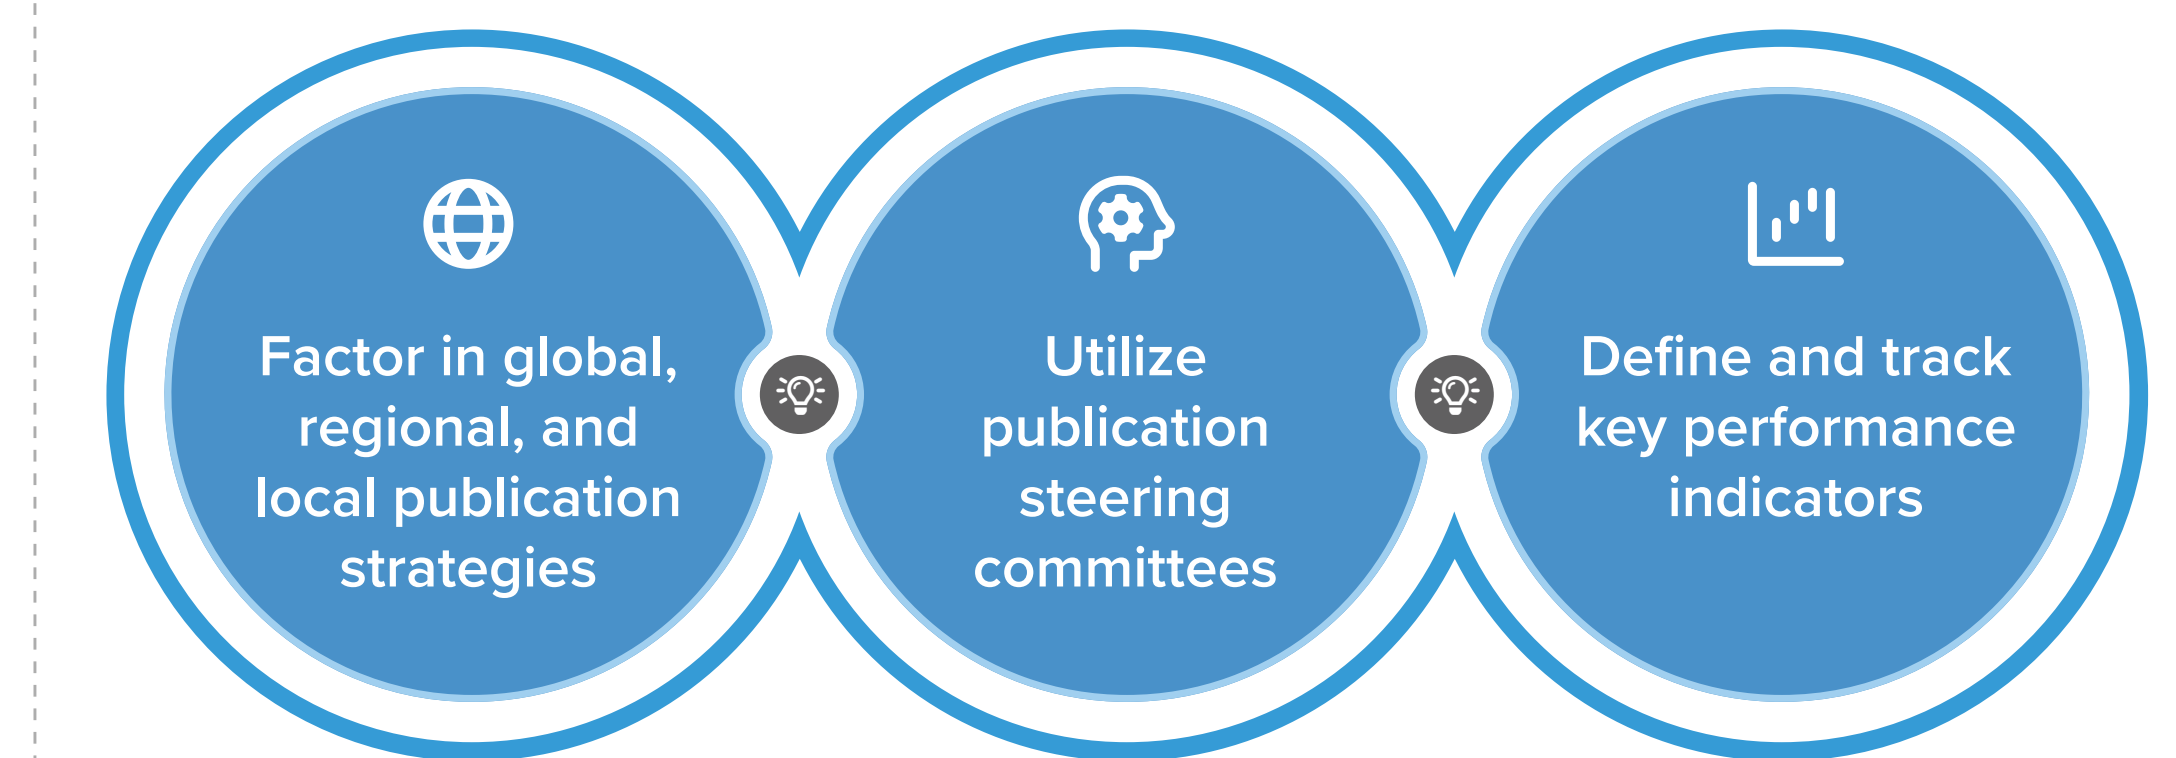 Factor in global,
regional, and
local publication
strategies
Utilize
publication
steering
committees
Define and track
key performance
indicators